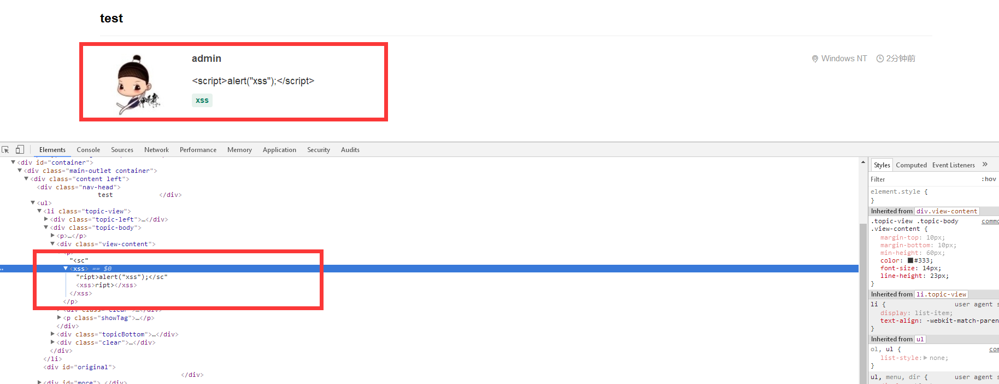 test
admin
Windows NT 2分钟前
<script>alert("xss");</script>
xss
Elements Console Sources Network Performance Memory Application Security Audits
<div id="container">
<div class="main-outlet container">
<div class="content left">
<div class="nav-head">
test </div>
<ul>
<li class="topic-view">
<div class="topic-left">…</div>
<div class="topic-body">
<p>…</p>
<div class="view-content">
"<sc"
<xss> == $0
"ript>alert("xss");</sc"
<xss>ript></xss>
</xss>
</p>
<div class="clear">…</div>
<p class="showTag">…</p>
</div>
<div class="topicBottom">…</div>
<div class="clear">…</div>
</div>
</li>
<div id="original">
</div>
<div id="more"> </div>
Styles Computed Event Listeners »
Filter :hov
element.style {
}
Inherited from div.view-content
.topic-view .topic-body commo
.view-content {
margin-top: 10px;
margin-bottom: 10px;
min-height: 60px;
color: #333;
font-size: 14px;
line-height: 23px;
}
Inherited from li.topic-view
li { user agent s
display: list-item;
text-align: -webkit-match-paren
}
Inherited from ul
ol, ul { com
list-style: none;
}
ul, menu, dir { user agent s